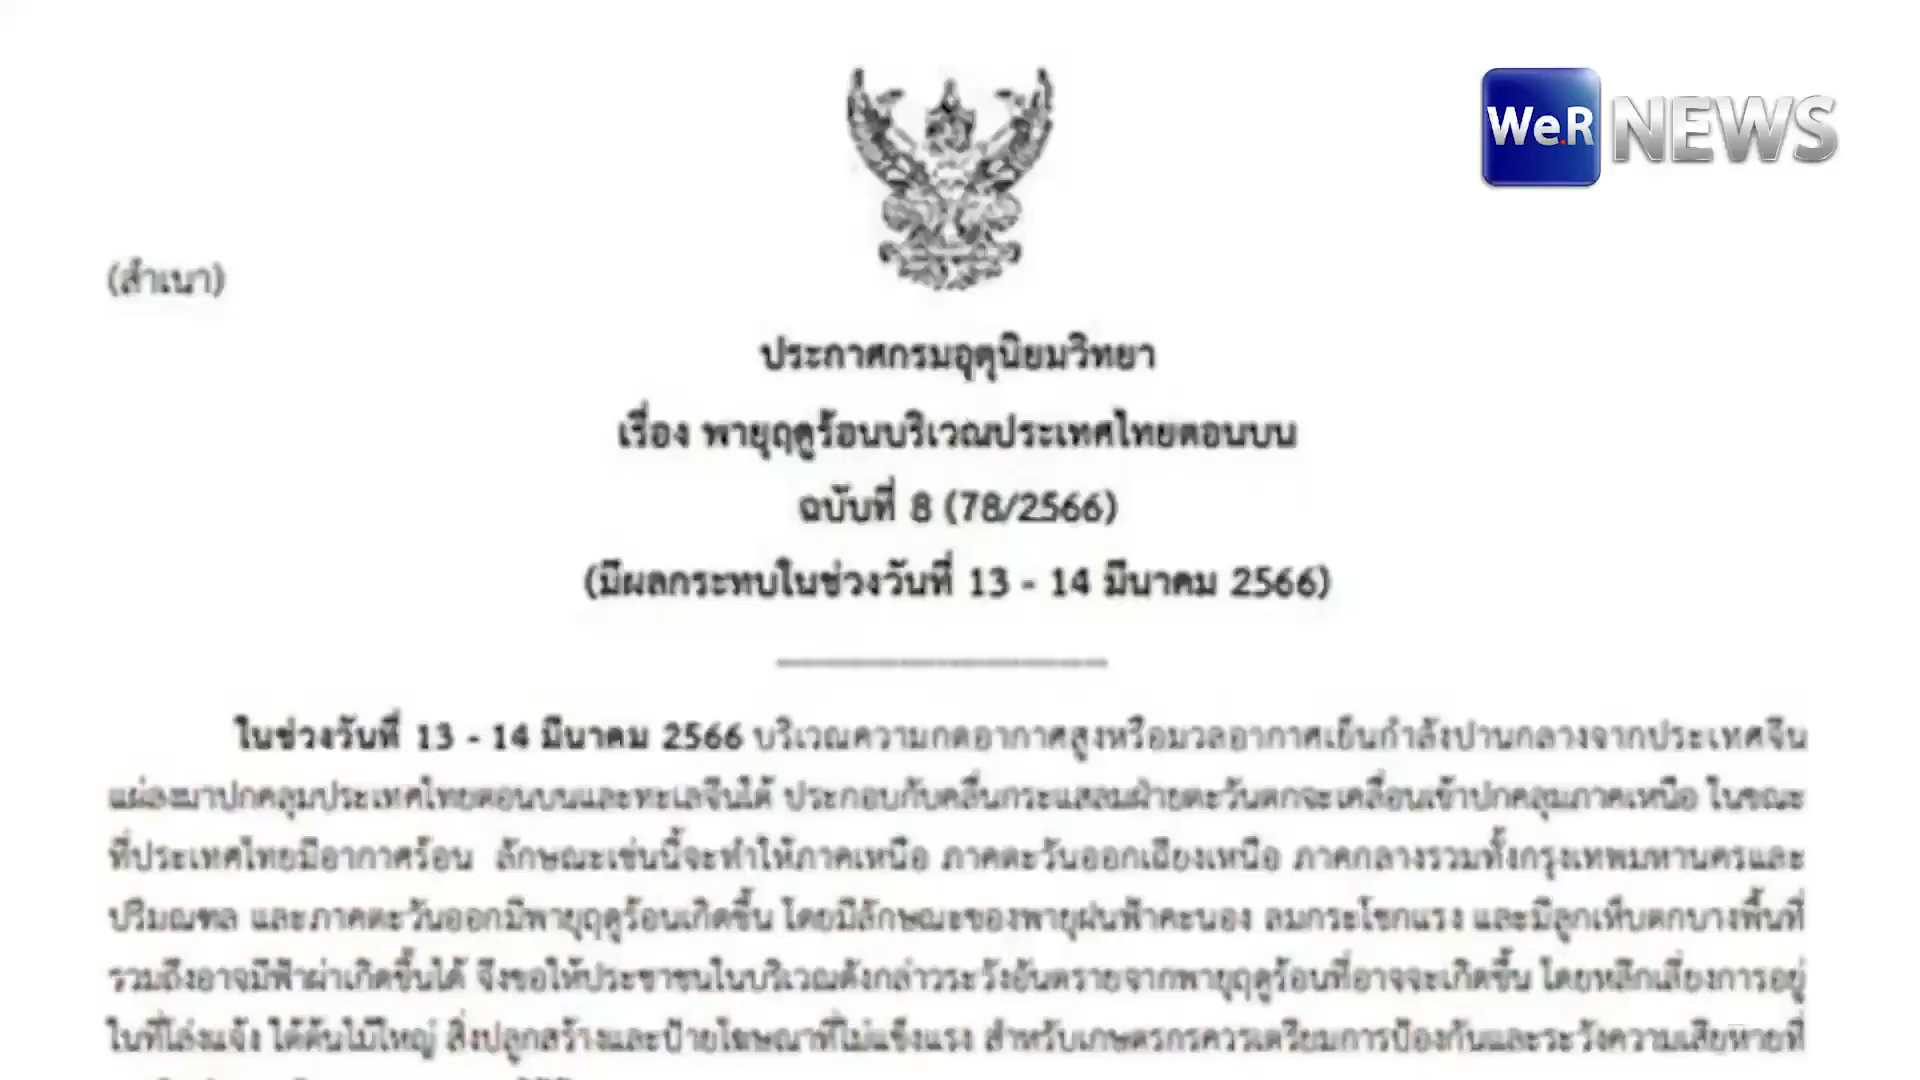 WeR NEWS
(สำเนา)
ประกาศกรมอุตุนิยมวิทยา
เรื่อง พายุฤดูร้อนบริเวณประเทศไทยตอนบน
ฉบับที่ 8 (78/2566)
(มีผลกระทบในช่วงวันที่ 13 - 14 มีนาคม 2566)
ในช่วงวันที่ 13 - 14 มีนาคม 2566 บริเวณความกดอากาศสูงหรือมวลอากาศเย็นกำลังปานกลางจากประเทศจีน
แผ่ลงมาปกคลุมประเทศไทยตอนบนและทะเลจีนใต้ ประกอบกับคลื่นกระแสลมฝ่ายตะวันตกจะเคลื่อนเข้าปกคลุมภาคเหนือ ในขณะ
ที่ประเทศไทยมีอากาศร้อน ลักษณะเช่นนี้จะทำให้ภาคเหนือ ภาคตะวันออกเฉียงเหนือ ภาคกลางรวมทั้งกรุงเทพมหานครและ
ปริมณฑล และภาคตะวันออกมีพายุฤดูร้อนเกิดขึ้น โดยมีลักษณะของพายุฝนฟ้าคะนอง ลมกระโชกแรง และมีลูกเห็บตกบางพื้นที่
รวมถึงอาจมีฟ้าผ่าเกิดขึ้นได้ จึงขอให้ประชาชนในบริเวณดังกล่าวระวังอันตรายจากพายุฤดูร้อนที่อาจจะเกิดขึ้น โดยหลีกเลี่ยงการอยู่
ในที่โล่งแจ้ง ใต้ต้นไม้ใหญ่ สิ่งปลูกสร้างและป้ายโฆษณาที่ไม่แข็งแรง สำหรับเกษตรกรควรเตรียมการป้องกันและระวังความเสียหายที่